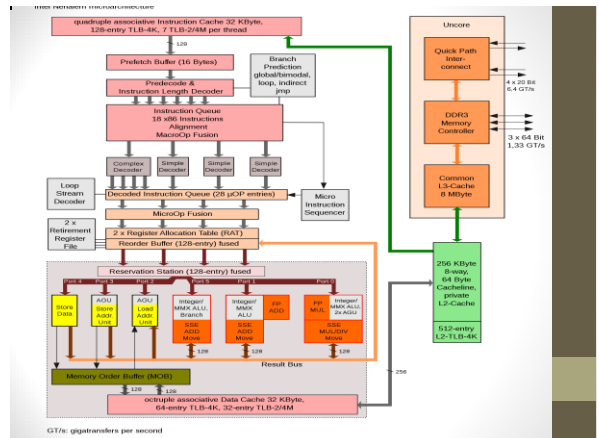 Intel Nehalem microarchitecture
quadruple associative Instruction Cache 32 KByte,
128-entry TLB-4K, 7 TLB-2/4M per thread
128
Prefetch Buffer (16 Bytes)
Predecode &
Instruction Length Decoder
Branch
Prediction
global/bimodal,
loop, indirect
jmp
Instruction Queue
18 x86 Instructions
Alignment
MacroOp Fusion
Complex
Decoder
Simple
Decoder
Simple
Decoder
Simple
Decoder
Loop
Stream
Decoder
Decoded Instruction Queue (28 µOP entries)
Micro
Instruction
Sequencer
MicroOp Fusion
2 x
Retirement
Register
File
2 x Register Allocation Table (RAT)
Reorder Buffer (128-entry) fused
Reservation Station (128-entry) fused
Port 4
Port 3
Port 2
Port 5
Port 1
Port 0
Store
Data
AGU
Store
Addr.
Unit
AGU
Load
Addr.
Unit
Integer/
MMX ALU,
Branch
SSE
ADD
Move
Integer/
MMX
ALU
FP
ADD
SSE
ADD
Move
FP
MUL
Integer/
MMX ALU,
2x AGU
SSE
MUL/DIV
Move
128
128
128
Result Bus
Memory Order Buffer (MOB)
128
128
256
octruple associative Data Cache 32 KByte,
64-entry TLB-4K, 32-entry TLB-2/4M
Uncore
Quick Path
Inter-
connect
4 x 20 Bit
6,4 GT/s
DDR3
Memory
Controller
3 x 64 Bit
1,33 GT/s
Common
L3-Cache
8 MByte
256 KByte
8-way,
64 Byte
Cacheline,
private
L2-Cache
512-entry
L2-TLB-4K
GT/s: gigatransfers per second